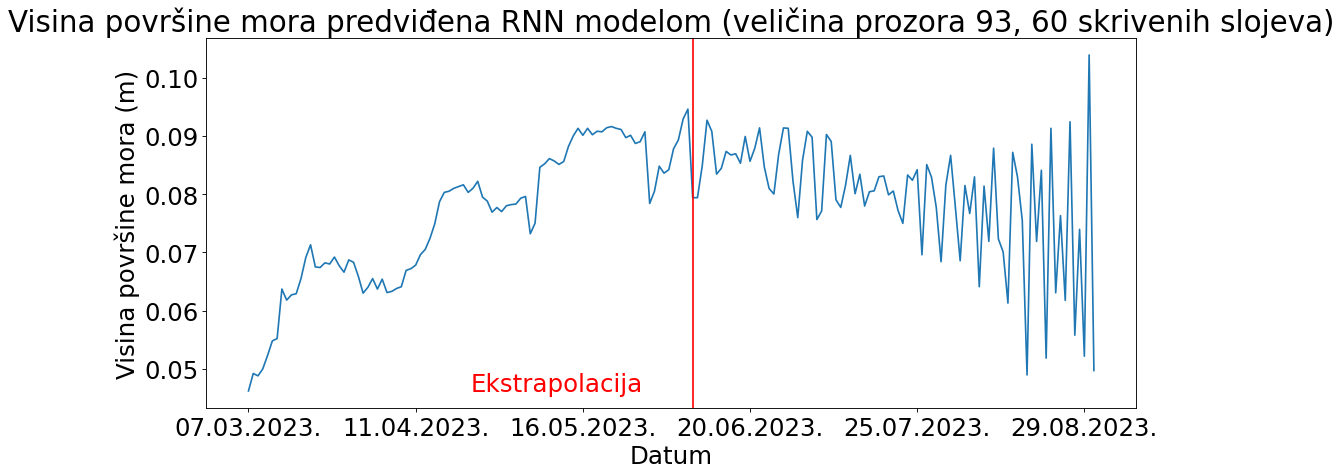 Visina površine mora predviđena RNN modelom (veličina prozora 93, 60 skrivenih slojeva)
Visina površine mora (m)
0.10
0.09
0.08
0.07
0.06
0.05
Ekstrapolacija
07.03.2023. 11.04.2023. 16.05.2023. 20.06.2023. 25.07.2023. 29.08.2023.
Datum